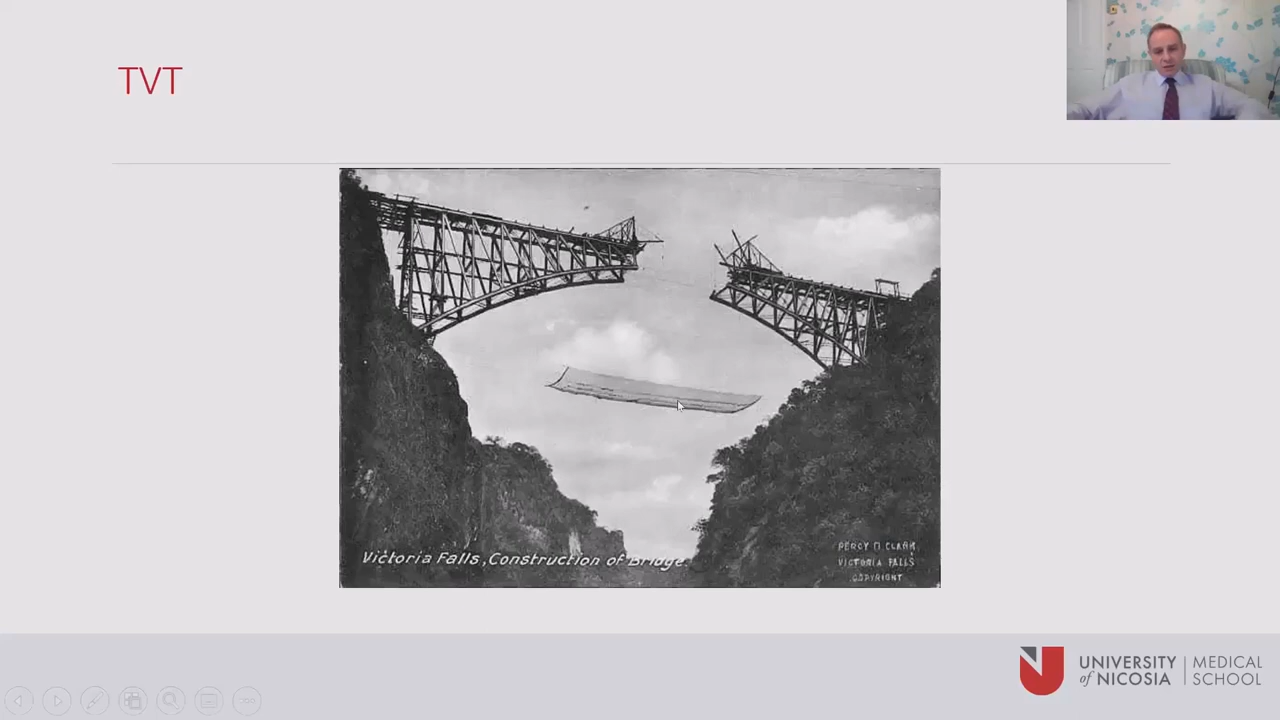 TVT
Victoria Falls, Construction of Bridge.
PERCY M. CLARK,
VICTORIA FALLS
COPYRIGHT
UNIVERSITY
of NICOSIA
MEDICAL
SCHOOL